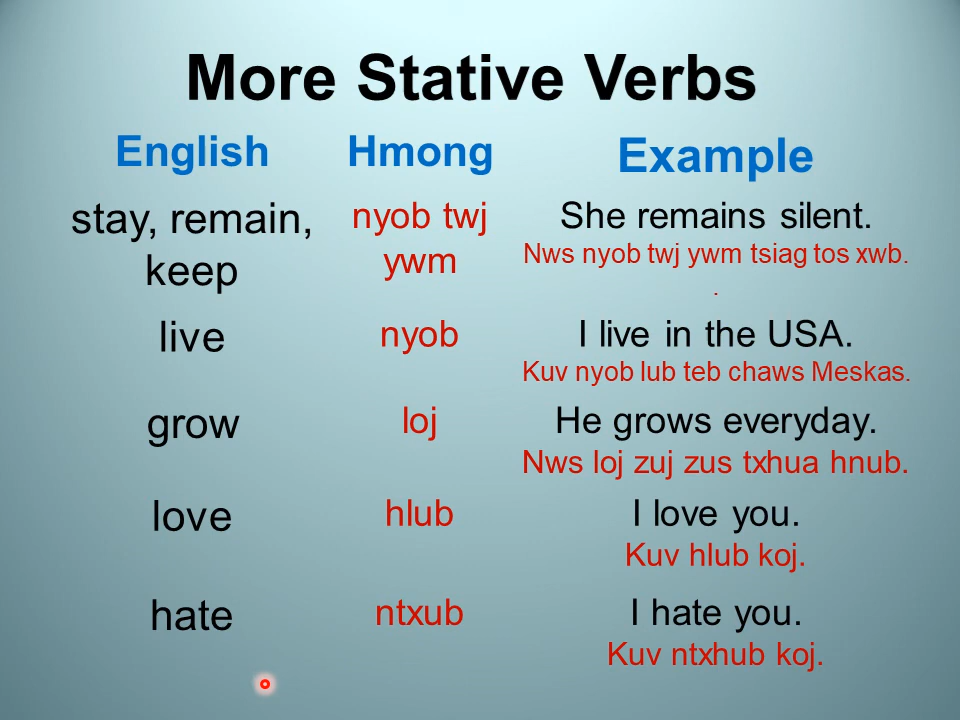 More Stative Verbs
English Hmong Example
stay, remain, nyob twj She remains silent.
keep ywm Nws nyob twj ywm tsiag tos xwb.
.
live nyob I live in the USA.
Kuv nyob lub teb chaws Meskas.
grow loj He grows everyday.
Nws loj zuj zus txhua hnub.
love hlub I love you.
Kuv hlub koj.
hate ntxub I hate you.
Kuv ntxhub koj.